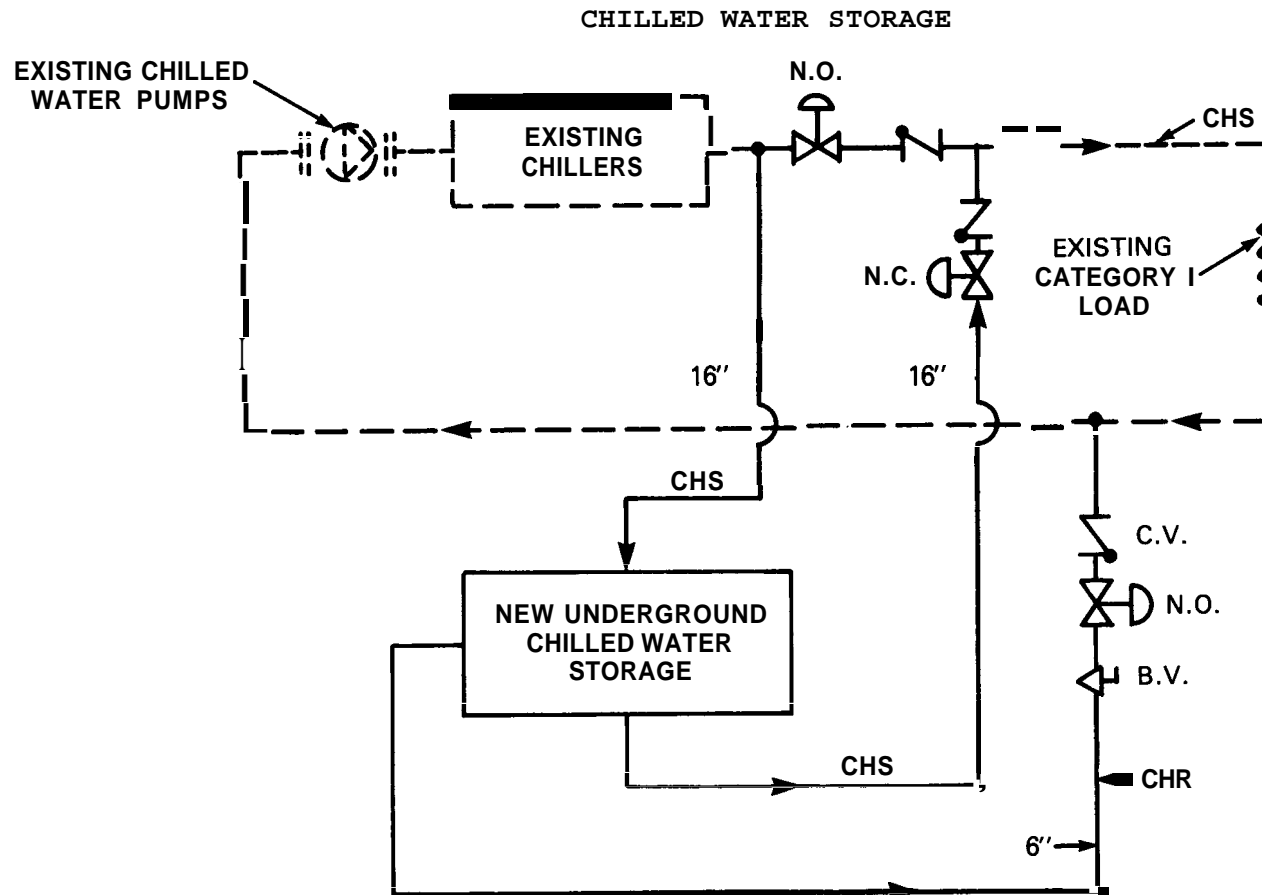 CHILLED WATER STORAGE
EXISTING CHILLED
WATER PUMPS
N.O.
EXISTING
CHILLERS
CHS
N.C.
EXISTING
CATEGORY I
LOAD
16"
16"
CHS
C.V.
NEW UNDERGROUND
CHILLED WATER
STORAGE
N.O.
B.V.
CHS
CHR
6"